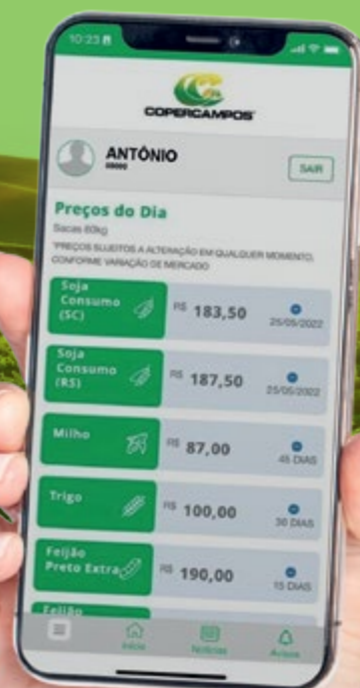 10:23
COPERCAMPOS
ANTÔNIO
SAIR
Preços do Dia
Sacas 60kg
*PREÇOS SUJEITOS A ALTERAÇÃO EM QUALQUER MOMENTO,
CONFORME VARIAÇÃO DE MERCADO
Soja
Consumo
(SC)
R$ 183,50
25/05/2022
Soja
Consumo
(RS)
R$ 187,50
25/05/2022
Milho
R$ 87,00
45 DIAS
Trigo
R$ 100,00
30 DIAS
Feijão
Preto Extra
R$ 190,00
15 DIAS
Feijão
Início
Notícias
Avisos